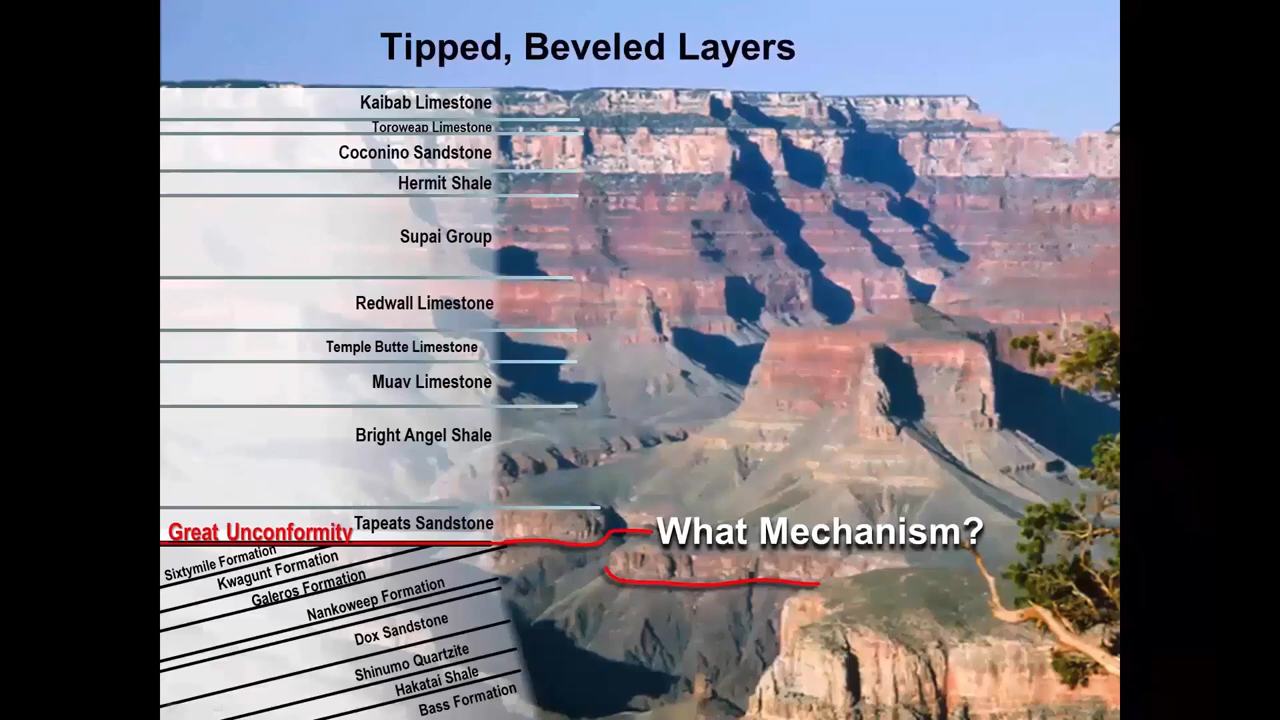 Tipped, Beveled Layers
Kaibab Limestone
Toroweap Limestone
Coconino Sandstone
Hermit Shale
Supai Group
Redwall Limestone
Temple Butte Limestone
Muav Limestone
Bright Angel Shale
Tapeats Sandstone
Great Unconformity
What Mechanism?
Sixtymile Formation
Kwagunt Formation
Galeros Formation
Nankoweep Formation
Dox Sandstone
Shinumo Quartzite
Hakatai Shale
Bass Formation